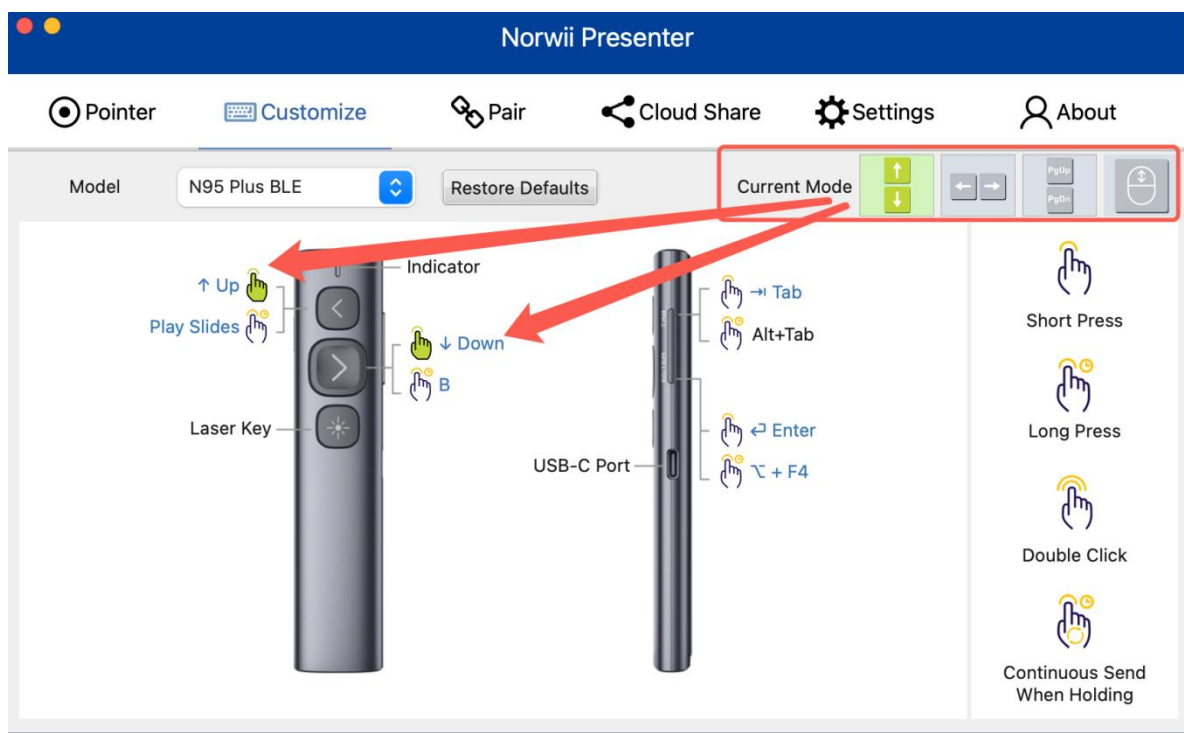 Norwii Presenter
Pointer
Customize
Pair
Cloud Share
Settings
About
Model
N95 Plus BLE
Restore Defaults
Current Mode
↑
↓
←
→
PgUp
PgDn
Indicator
↑ Up
Play Slides
↓ Down
B
Laser Key
USB-C Port
Tab
Alt+Tab
Enter
⌥ + F4
Short Press
Long Press
Double Click
Continuous Send
When Holding